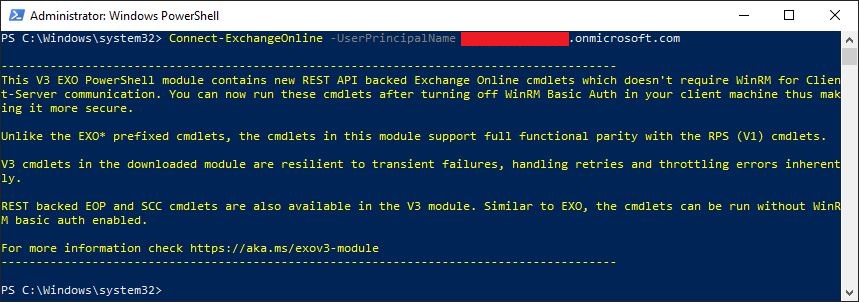 Administrator: Windows PowerShell
PS C:\Windows\system32> Connect-ExchangeOnline -UserPrincipalName .onmicrosoft.com
----------------------------------------------------------------------------------------
This V3 EXO PowerShell module contains new REST API backed Exchange Online cmdlets which doesn't require WinRM for Clien
t-Server communication. You can now run these cmdlets after turning off WinRM Basic Auth in your client machine thus mak
ing it more secure.
Unlike the EXO* prefixed cmdlets, the cmdlets in this module support full functional parity with the RPS (V1) cmdlets.
V3 cmdlets in the downloaded module are resilient to transient failures, handling retries and throttling errors inherent
ly.
REST backed EOP and SCC cmdlets are also available in the V3 module. Similar to EXO, the cmdlets can be run without WinR
M basic auth enabled.
For more information check https://aka.ms/exov3-module
----------------------------------------------------------------------------------------
PS C:\Windows\system32>